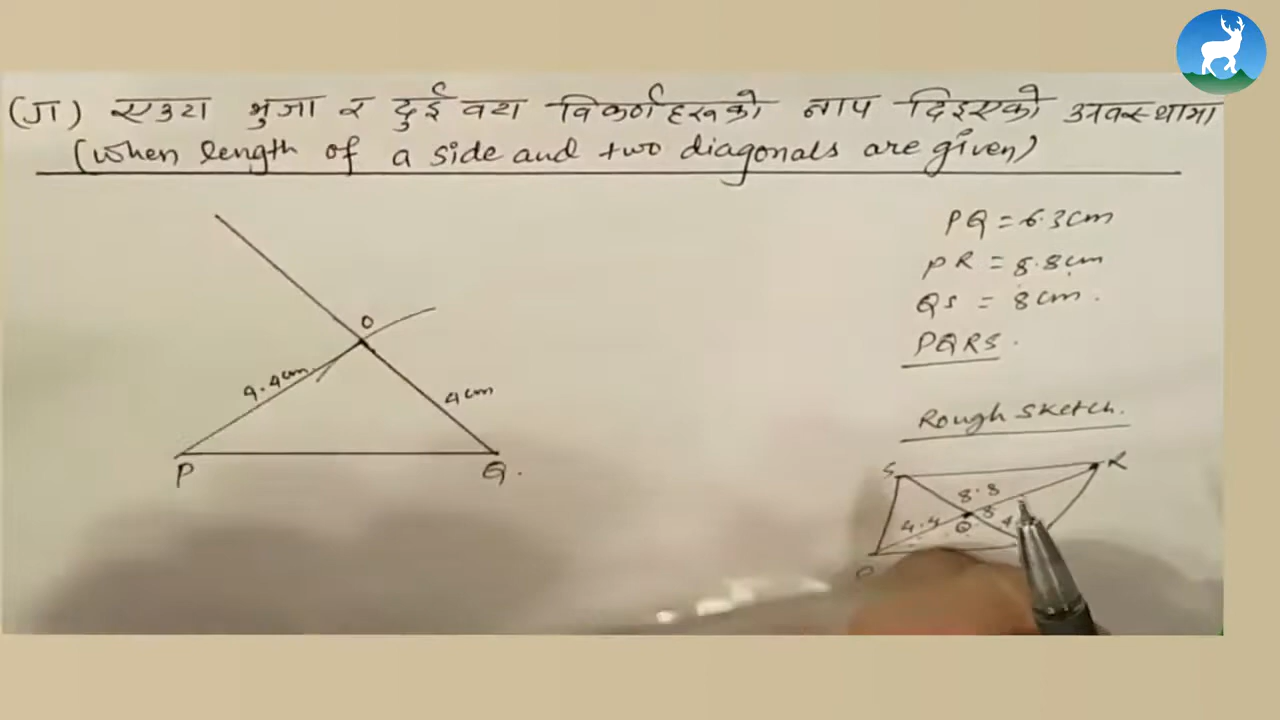 (ग) एउटा भुजा र दुई वटा विकर्णहरूको नाप दिइएको अवस्थामा
(when length of a side and two diagonals are given)
PQ = 6.3cm
PR = 8.8cm
QS = 8cm.
PQRS.
O
4.4cm
4cm
P
Q.
Rough Sketch.
S
R
8.8
4.4
O
8
4
P